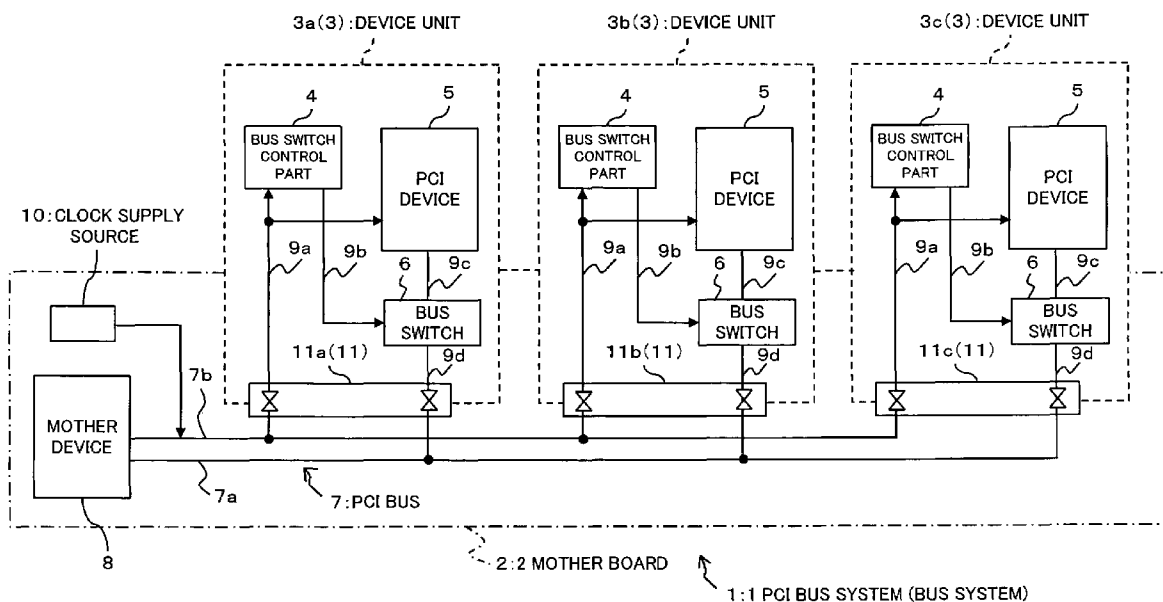 3a(3):DEVICE UNIT
3b(3):DEVICE UNIT
3c(3):DEVICE UNIT
4
5
4
5
4
5
BUS SWITCH
CONTROL
PART
PCI
DEVICE
BUS SWITCH
CONTROL
PART
PCI
DEVICE
BUS SWITCH
CONTROL
PART
PCI
DEVICE
10:CLOCK SUPPLY
SOURCE
9a
9b
6
9c
9a
9b
6
9c
9a
9b
6
9c
BUS
SWITCH
BUS
SWITCH
BUS
SWITCH
11a(11)
9d
11b(11)
9d
11c(11)
9d
7b
MOTHER
DEVICE
7a
7:PCI BUS
8
2:2 MOTHER BOARD
1:1 PCI BUS SYSTEM (BUS SYSTEM)